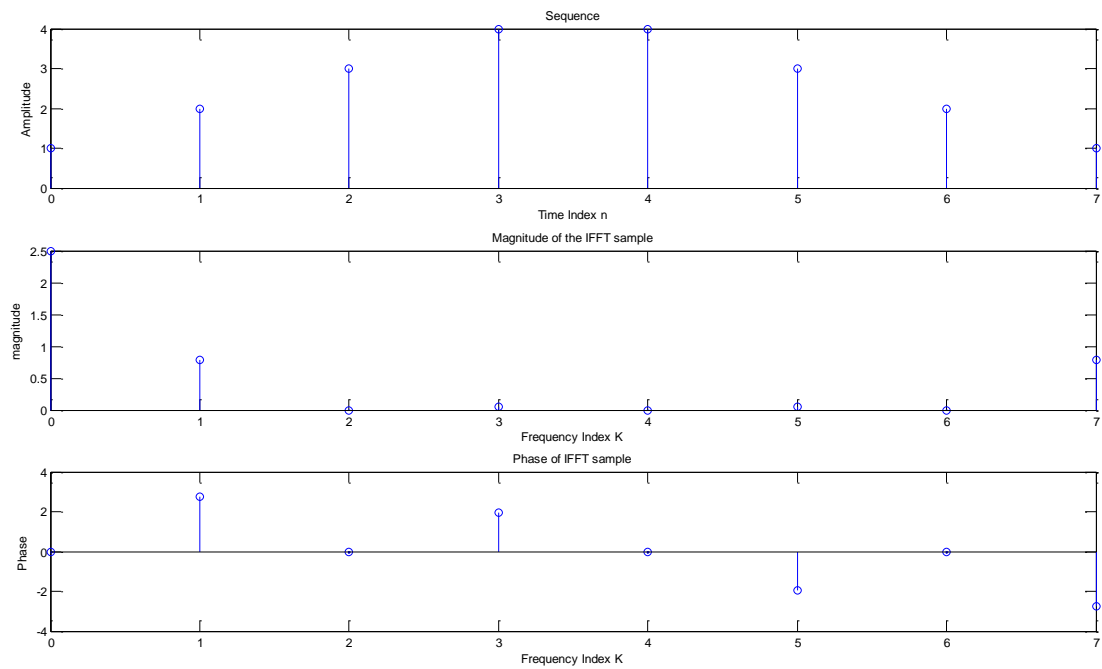 Sequence
4
3
2
1
0
Amplitude
0 1 2 3 4 5 6 7
Time Index n
Magnitude of the IFFT sample
2.5
2
1.5
1
0.5
0
magnitude
0 1 2 3 4 5 6 7
Frequency Index K
Phase of IFFT sample
4
2
0
-2
-4
Phase
0 1 2 3 4 5 6 7
Frequency Index K